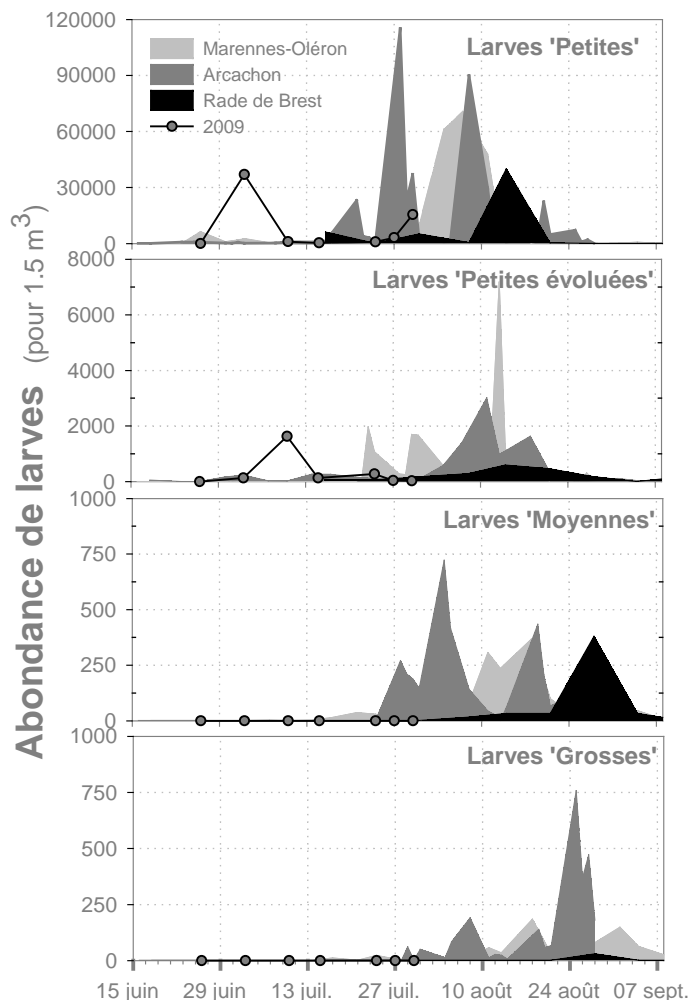 Abondance de larves (pour 1.5 m3)
120000
90000
60000
30000
0
Marennes-Oléron
Arcachon
Rade de Brest
2009
Larves 'Petites'
8000
6000
4000
2000
0
Larves 'Petites évoluées'
1000
750
500
250
0
Larves 'Moyennes'
1000
750
500
250
0
Larves 'Grosses'
15 juin 29 juin 13 juil. 27 juil. 10 août 24 août 07 sept.